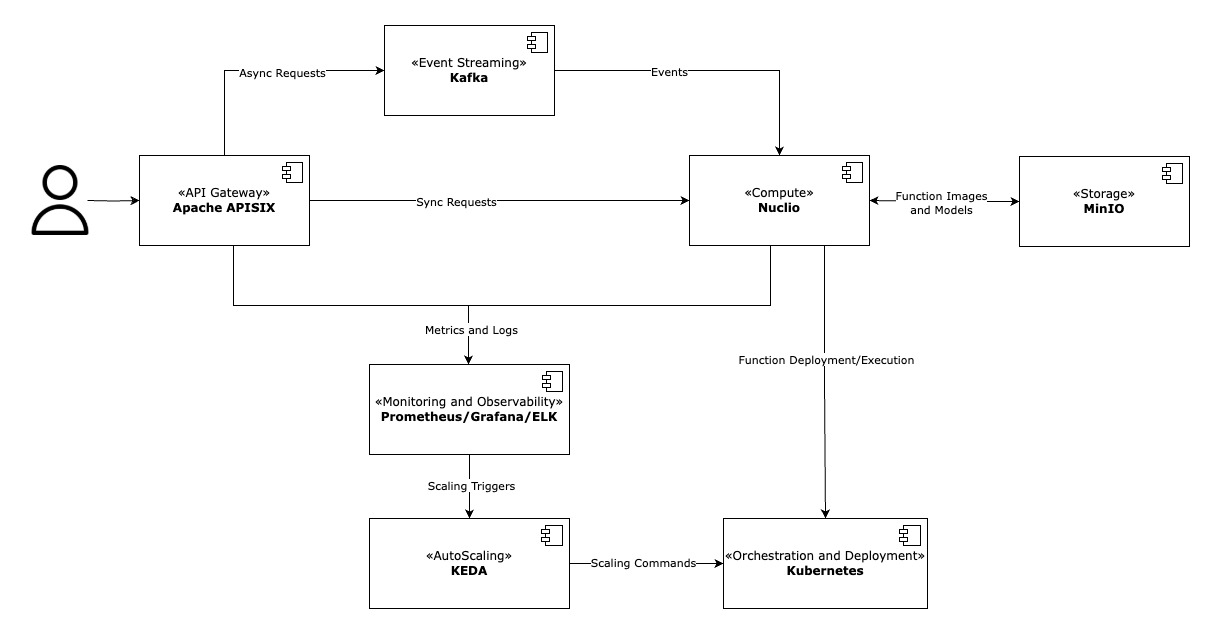 «Event Streaming»
Kafka
Async Requests
Events
«API Gateway»
Apache APISIX
Sync Requests
«Compute»
Nuclio
Function Images
and Models
«Storage»
MinIO
Metrics and Logs
Function Deployment/Execution
«Monitoring and Observability»
Prometheus/Grafana/ELK
Scaling Triggers
«AutoScaling»
KEDA
Scaling Commands
«Orchestration and Deployment»
Kubernetes